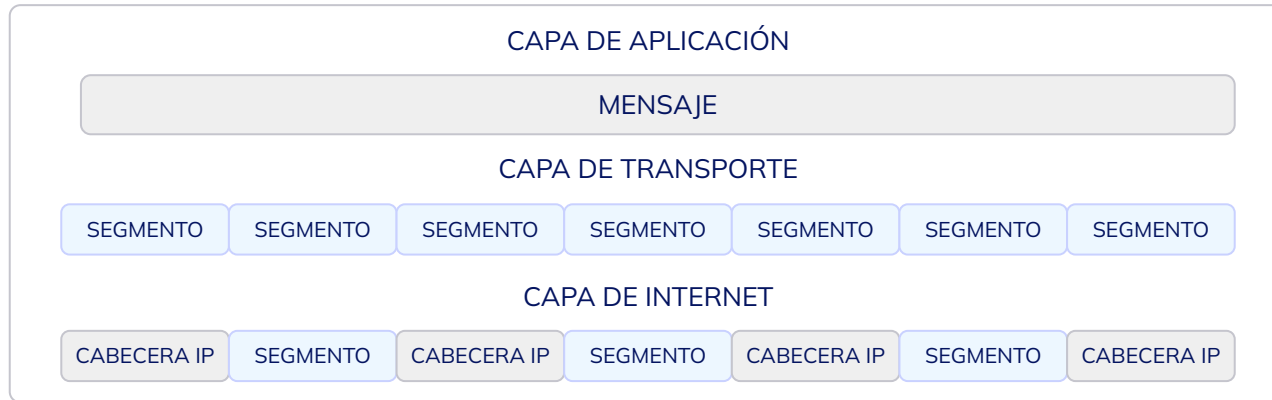 CAPA DE APLICACIÓN
MENSAJE
CAPA DE TRANSPORTE
SEGMENTO SEGMENTO SEGMENTO SEGMENTO SEGMENTO SEGMENTO SEGMENTO
CAPA DE INTERNET
CABECERA IP SEGMENTO CABECERA IP SEGMENTO CABECERA IP SEGMENTO CABECERA IP